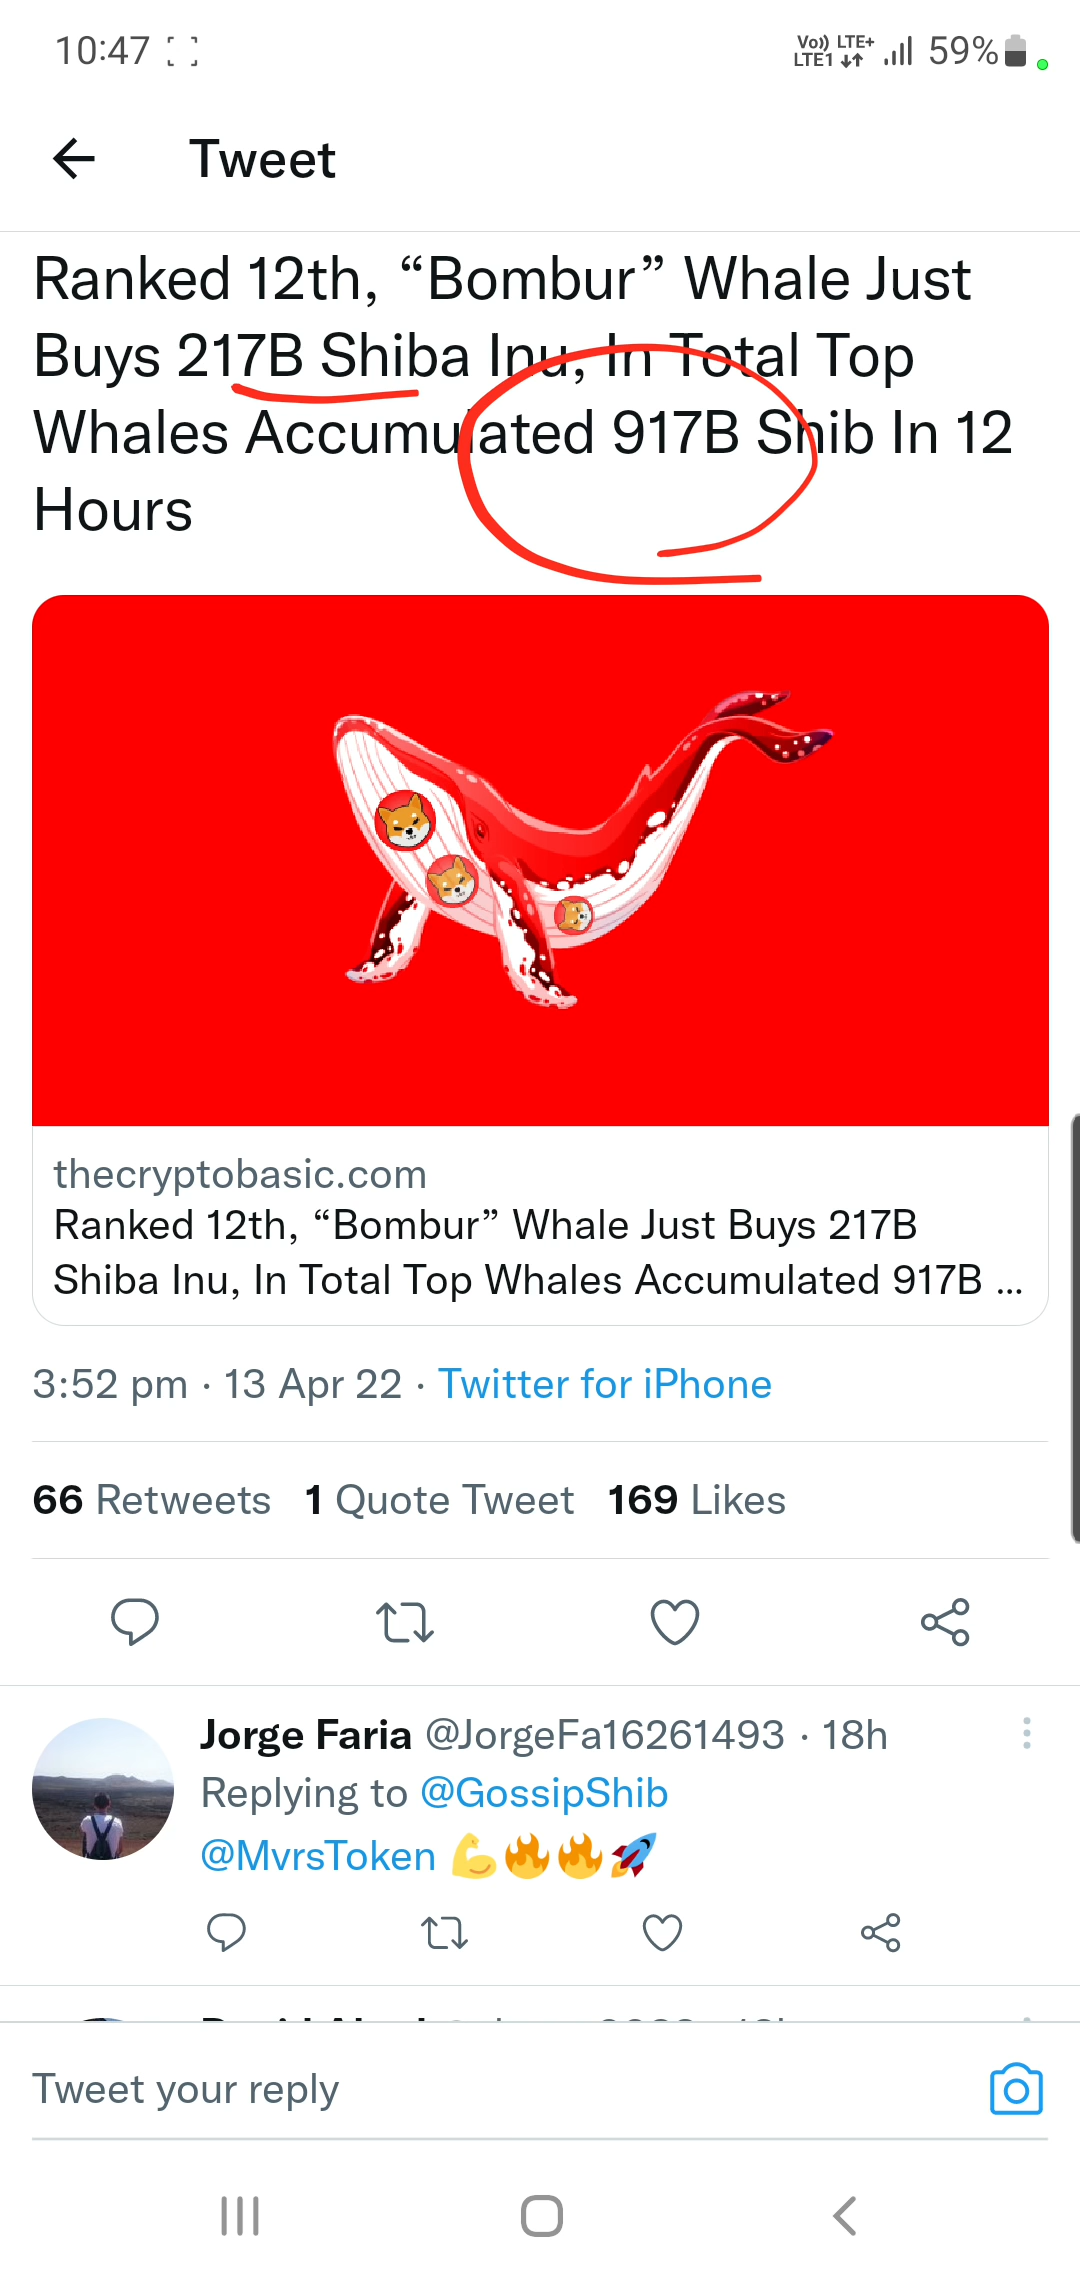 10:47
Vo)) LTE+
LTE1
59%
Tweet
Ranked 12th, “Bombur” Whale Just
Buys 217B Shiba Inu, In Total Top
Whales Accumulated 917B Shib In 12
Hours
thecryptobasic.com
Ranked 12th, “Bombur” Whale Just Buys 217B
Shiba Inu, In Total Top Whales Accumulated 917B ...
3:52 pm · 13 Apr 22 · Twitter for iPhone
66 Retweets 1 Quote Tweet 169 Likes
Jorge Faria @JorgeFa16261493 · 18h
Replying to @GossipShib
@MvrsToken 💪🔥🔥🚀
Tweet your reply